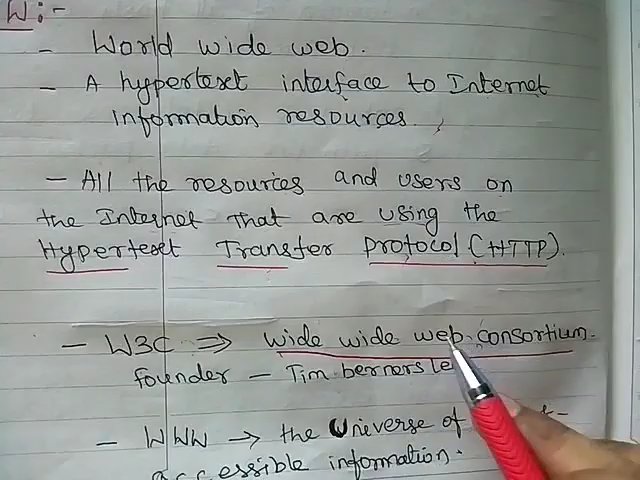 W :-
- World wide web.
- A hypertext interface to Internet
Information resources,
- All the resources and users on
the Internet that are using the
Hypertext Transfer protocol (HTTP).
- W3C ⇒ wide wide web consortium.
founder - Tim berners le
- WWW → the Universe of
accessible information.